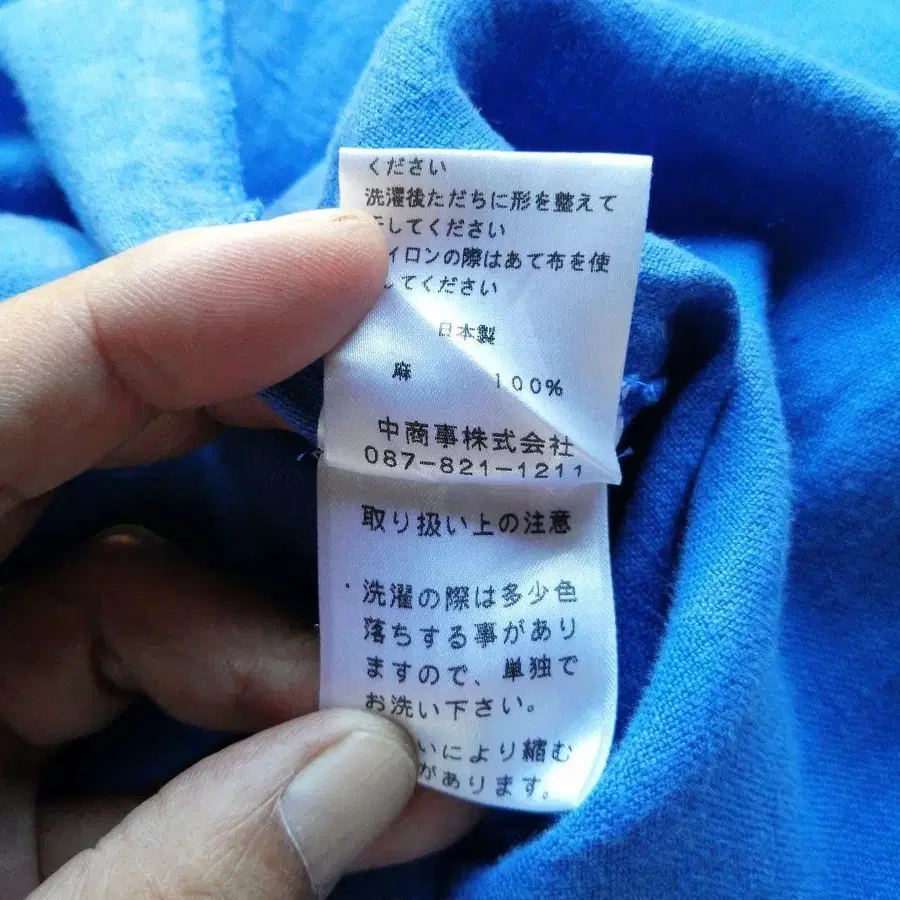 ください
洗濯後ただちに形を整えて
してください
イロンの際はあて布を使
てください
日本製
麻 100%
中商事株式会社
087-821-1211
取り扱い上の注意
・洗濯の際は多少色
落ちする事があり
ますので、単独で
お洗い下さい。
いにより縮む
があります。